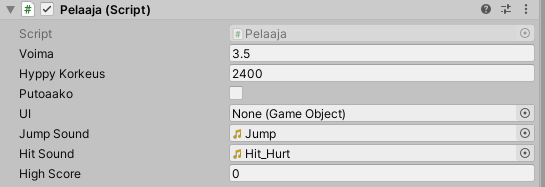 Pelaaja (Script)
Script Pelaaja
Voima 3.5
Hyppy Korkeus 2400
Putoaako
UI None (Game Object)
Jump Sound Jump
Hit Sound Hit_Hurt
High Score 0